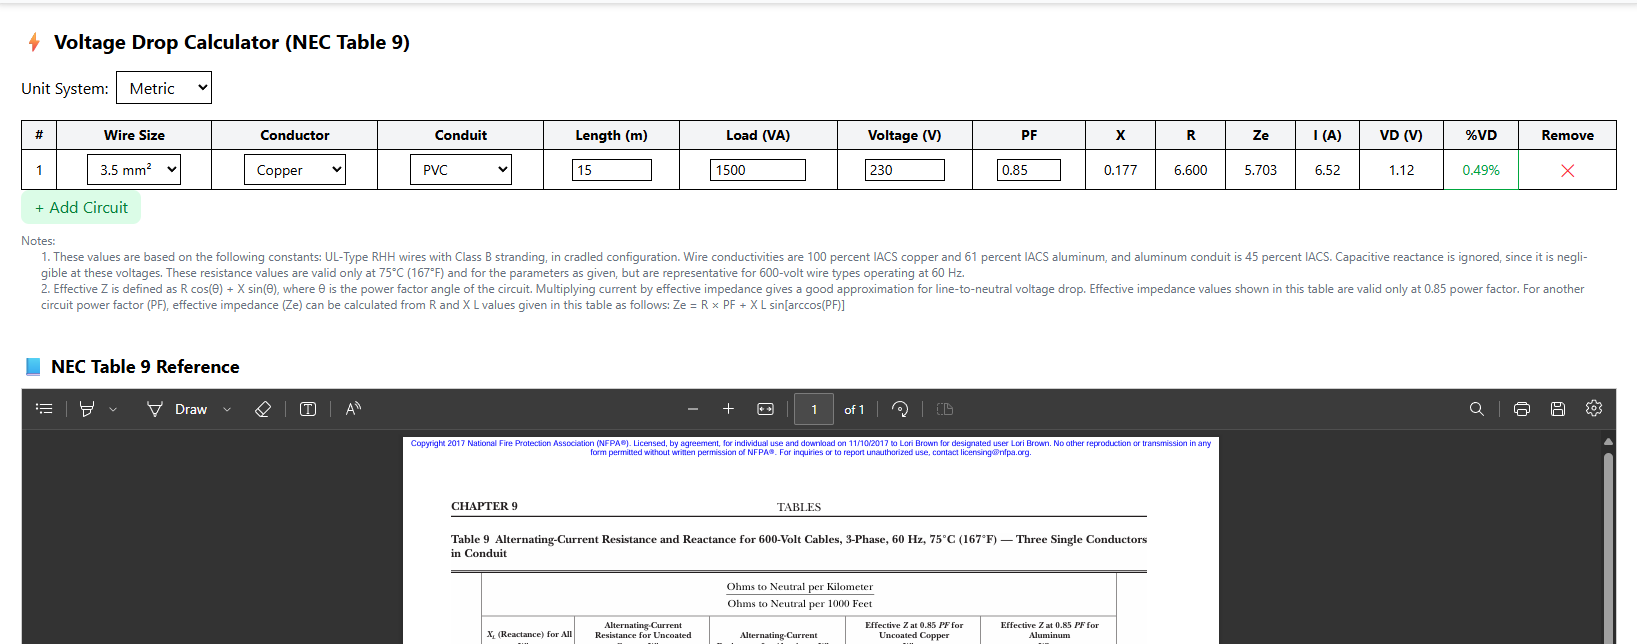 ⚡ Voltage Drop Calculator (NEC Table 9)
Unit System: Metric
# Wire Size Conductor Conduit Length (m) Load (VA) Voltage (V) PF X R Ze I (A) VD (V) %VD Remove
1 3.5 mm² Copper PVC 15 1500 230 0.85 0.177 6.600 5.703 6.52 1.12 0.49%
+ Add Circuit
Notes:
1. These values are based on the following constants: UL-Type RHH wires with Class B stranding, in cradled configuration. Wire conductivities are 100 percent IACS copper and 61 percent IACS aluminum, and aluminum conduit is 45 percent IACS. Capacitive reactance is ignored, since it is negli-
gible at these voltages. These resistance values are valid only at 75°C (167°F) and for the parameters as given, but are representative for 600-volt wire types operating at 60 Hz.
2. Effective Z is defined as R cos(θ) + X sin(θ), where θ is the power factor angle of the circuit. Multiplying current by effective impedance gives a good approximation for line-to-neutral voltage drop. Effective impedance values shown in this table are valid only at 0.85 power factor. For another
circuit power factor (PF), effective impedance (Ze) can be calculated from R and X L values given in this table as follows: Ze = R × PF + X L sin[arccos(PF)]
NEC Table 9 Reference
Draw 1 of 1
Copyright 2017 National Fire Protection Association (NFPA®). Licensed, by agreement, for individual use and download on 11/10/2017 to Lori Brown for designated user Lori Brown. No other reproduction or transmission in any
form permitted without written permission of NFPA®. For inquiries or to report unauthorized use, contact licensing@nfpa.org.
CHAPTER 9 TABLES
Table 9 Alternating-Current Resistance and Reactance for 600-Volt Cables, 3-Phase, 60 Hz, 75°C (167°F) — Three Single Conductors
in Conduit
Ohms to Neutral per Kilometer
Ohms to Neutral per 1000 Feet
Alternating-Current Effective Z at 0.85 PF for Effective Z at 0.85 PF for
X_L (Reactance) for All Resistance for Uncoated Alternating-Current Uncoated Copper Aluminum